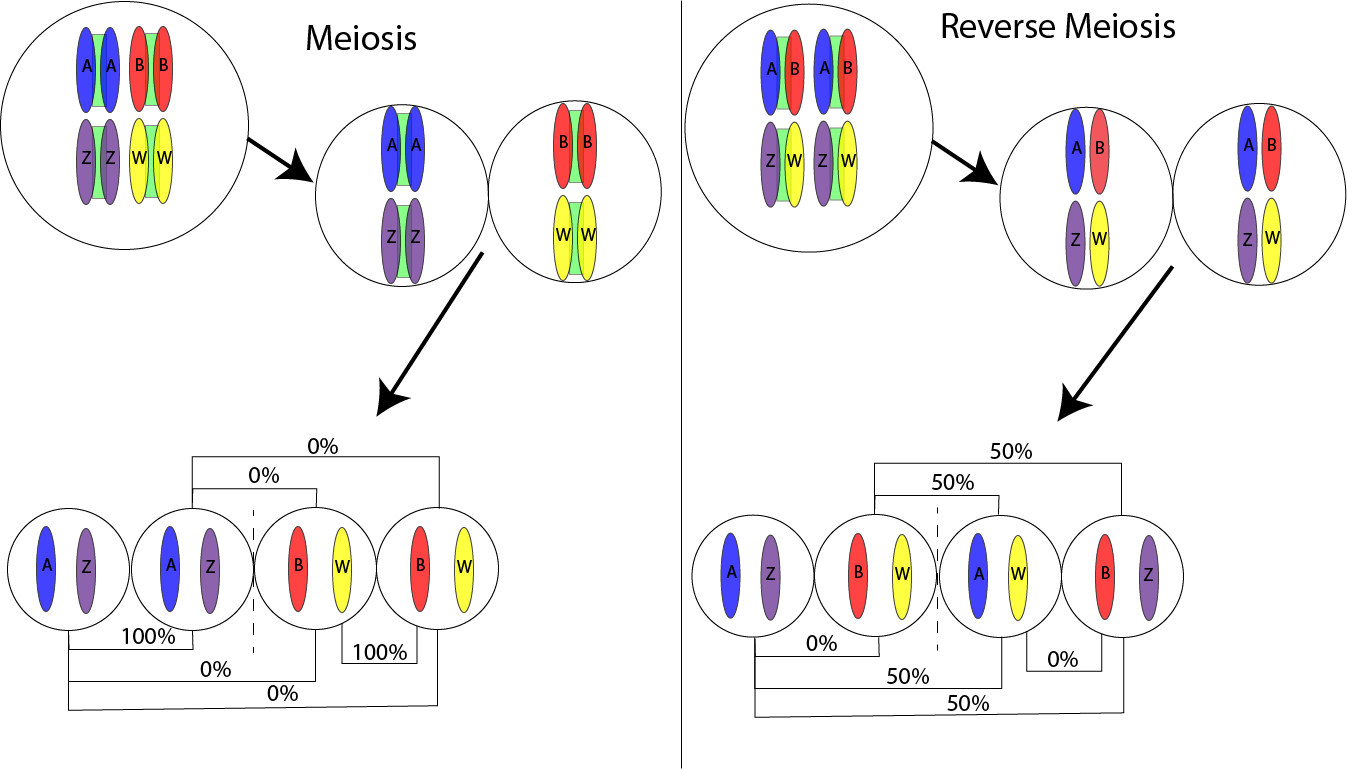 Meiosis
A A B B
Z Z W W
A A
Z Z
B B
W W
0%
0%
A Z A Z B W B W
100%
100%
0%
0%
Reverse Meiosis
A B A B
Z W Z W
A B
Z W
A B
Z W
50%
50%
A Z B W A W B Z
0%
0%
50%
50%